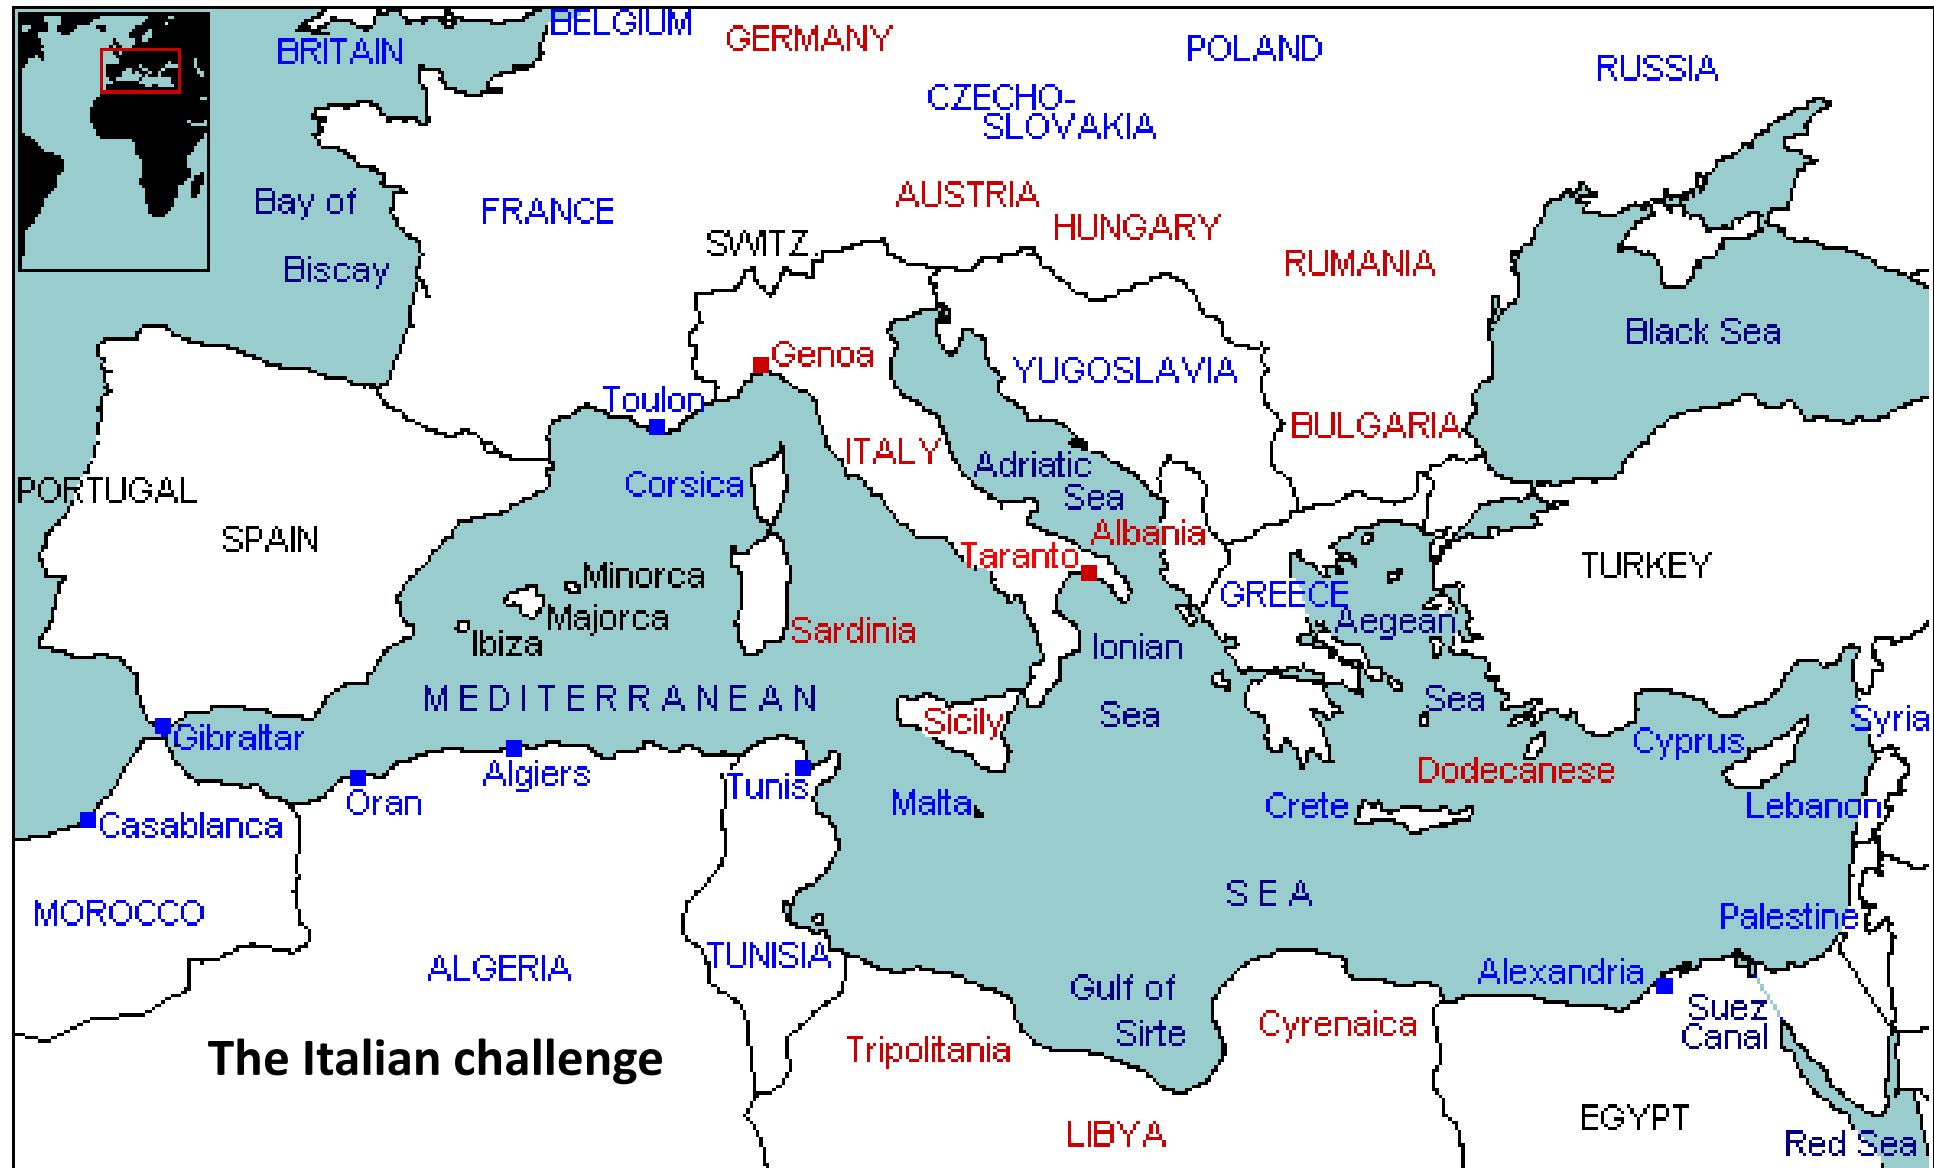 BELGIUM
BRITAIN
GERMANY
POLAND
RUSSIA
CZECHO-
SLOVAKIA
Bay of
Biscay
FRANCE
AUSTRIA
HUNGARY
SWITZ.
RUMANIA
Black Sea
Genoa
YUGOSLAVIA
Toulon
BULGARIA
ITALY
Adriatic
Sea
Corsica
PORTUGAL
SPAIN
Albania
Taranto
TURKEY
Minorca
Majorca
Ibiza
GREECE
Aegean
Sea
Sardinia
Ionian
Sea
MEDITERRANEAN
SEA
Sicily
Syria
Gibraltar
Cyprus
Algiers
Dodecanese
Tunis
Oran
Malta
Crete
Lebanon
Casablanca
MOROCCO
Palestine
TUNISIA
ALGERIA
Alexandria
Gulf of
Sirte
Suez
Canal
Cyrenaica
Tripolitania
The Italian challenge
EGYPT
LIBYA
Red Sea